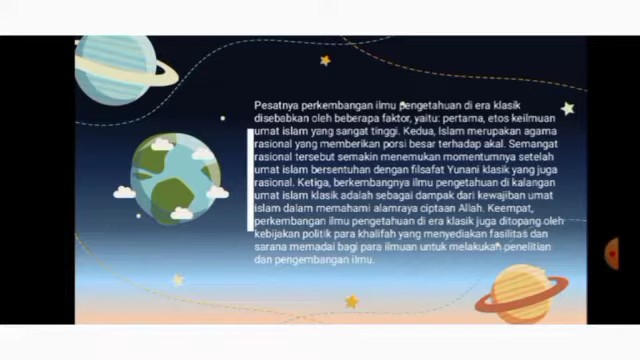 Pesatnya perkembangan ilmu pengetahuan di era klasik
disebabkan oleh beberapa faktor, yaitu: pertama, etos keilmuan
umat islam yang sangat tinggi. Kedua, Islam merupakan agama
rasional yang memberikan porsi besar terhadap akal. Semangat
rasional tersebut semakin menemukan momentumnya setelah
umat islam bersentuhan dengan filsafat Yunani klasik yang juga
rasional. Ketiga, berkembangnya ilmu pengetahuan di kalangan
umat islam klasik adalah sebagai dampak dari kewajiban umat
islam dalam memahami alamraya ciptaan Allah. Keempat,
perkembangan ilmu pengetahuan di era klasik juga ditopang oleh
kebijakan politik para khalifah yang menyediakan fasilitas dan
sarana memadai bagi para ilmuan untuk melakukan penelitian
dan pengembangan ilmu.